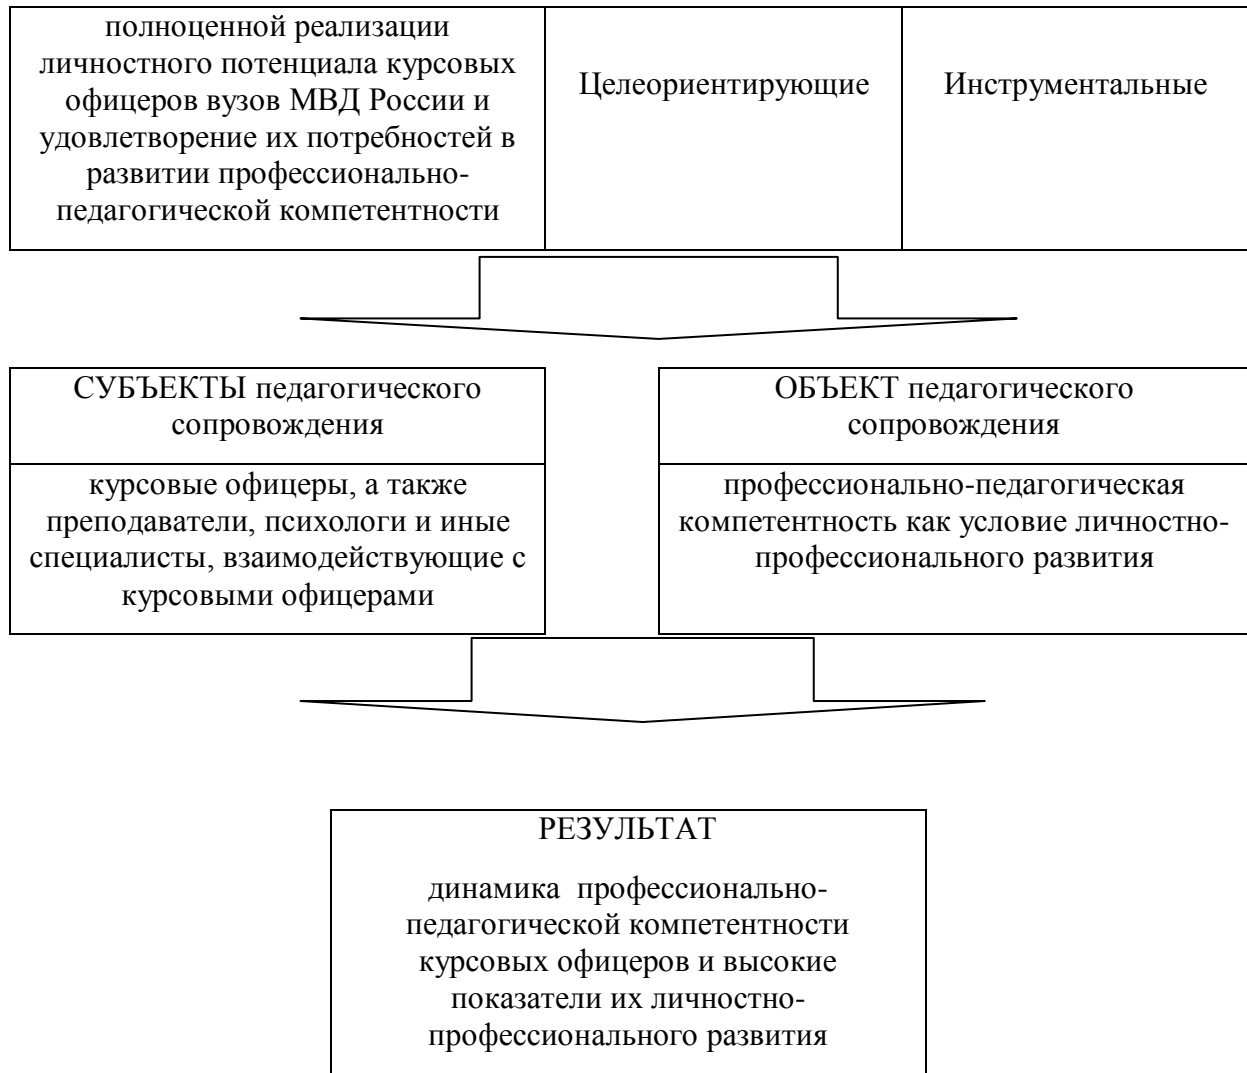 полноценной реализации
личностного потенциала курсовых
офицеров вузов МВД России и
удовлетворение их потребностей в
развитии профессионально-
педагогической компетентности
Целеориентирующие
Инструментальные
СУБЪЕКТЫ педагогического
сопровождения
курсовые офицеры, а также
преподаватели, психологи и иные
специалисты, взаимодействующие с
курсовыми офицерами
ОБЪЕКТ педагогического
сопровождения
профессионально-педагогическая
компетентность как условие личностно-
профессионального развития
РЕЗУЛЬТАТ
динамика профессионально-
педагогической компетентности
курсовых офицеров и высокие
показатели их личностно-
профессионального развития